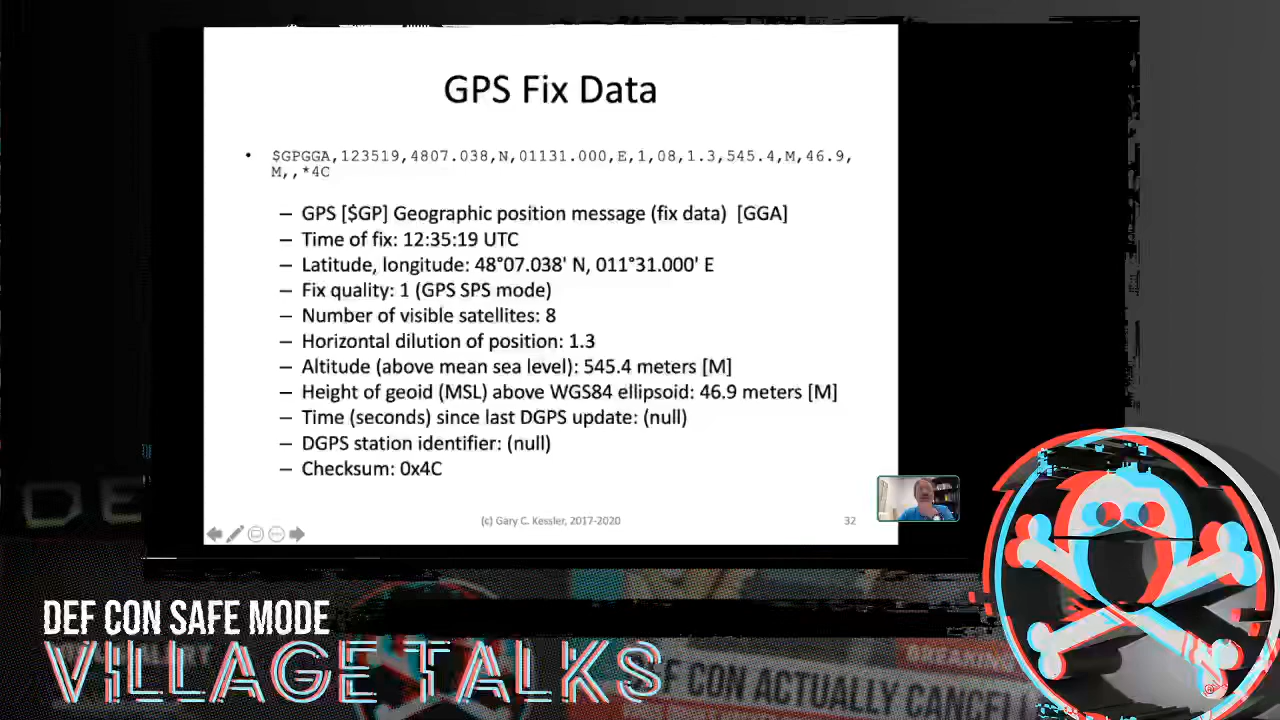 GPS Fix Data
• $GPGGA,123519,4807.038,N,01131.000,E,1,08,1.3,545.4,M,46.9,
M,,*4C
– GPS [$GP] Geographic position message (fix data) [GGA]
– Time of fix: 12:35:19 UTC
– Latitude, longitude: 48°07.038' N, 011°31.000' E
– Fix quality: 1 (GPS SPS mode)
– Number of visible satellites: 8
– Horizontal dilution of position: 1.3
– Altitude (above mean sea level): 545.4 meters [M]
– Height of geoid (MSL) above WGS84 ellipsoid: 46.9 meters [M]
– Time (seconds) since last DGPS update: (null)
– DGPS station identifier: (null)
– Checksum: 0x4C
(c) Gary C. Kessler, 2017-2020
32
DEF CON SAFE MODE
VILLAGE TALKS
DEF CON ACTUALLY CANCEL